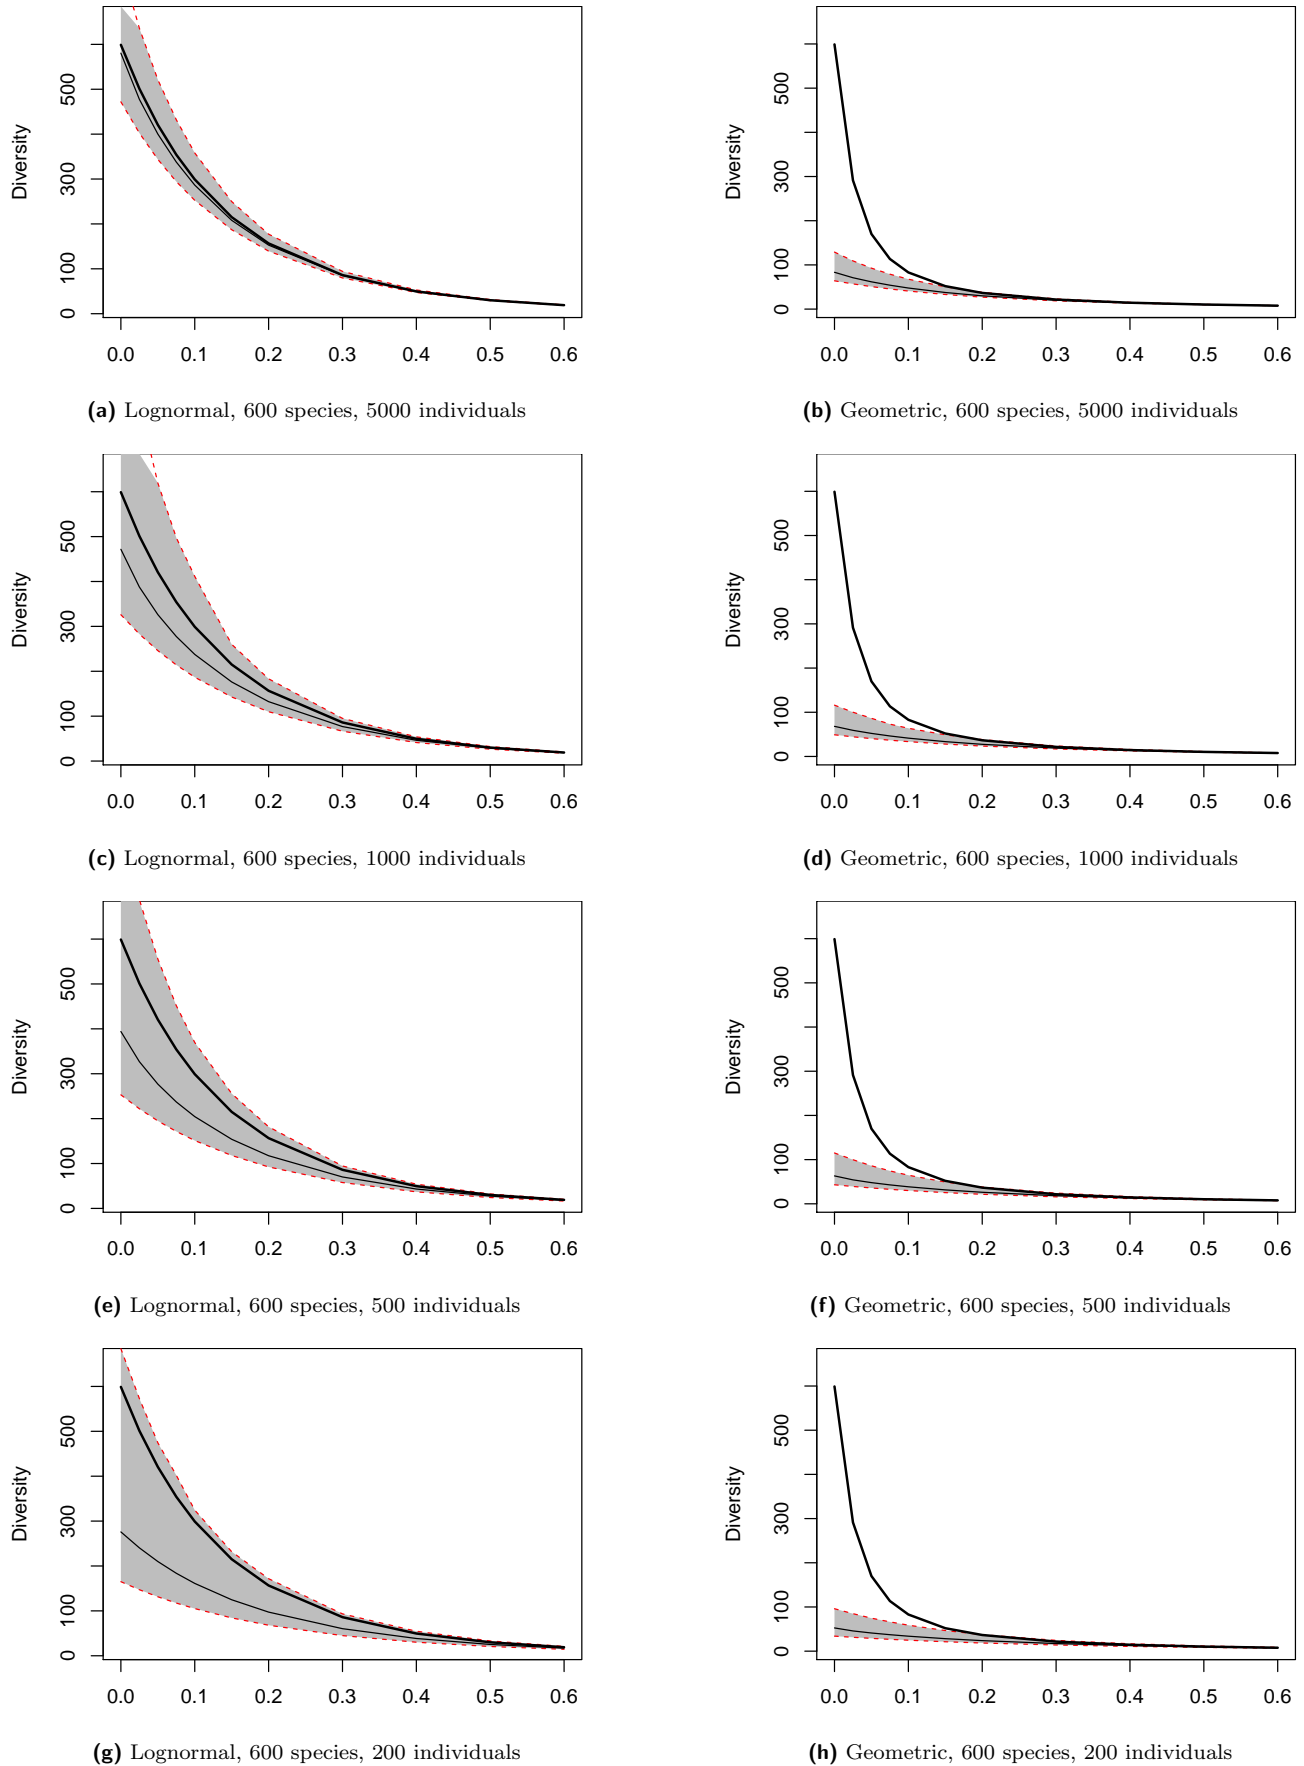 Diversity
0 100 300 500
0.0 0.1 0.2 0.3 0.4 0.5 0.6
(a) Lognormal, 600 species, 5000 individuals
Diversity
0 100 300 500
0.0 0.1 0.2 0.3 0.4 0.5 0.6
(b) Geometric, 600 species, 5000 individuals
Diversity
0 100 300 500
0.0 0.1 0.2 0.3 0.4 0.5 0.6
(c) Lognormal, 600 species, 1000 individuals
Diversity
0 100 300 500
0.0 0.1 0.2 0.3 0.4 0.5 0.6
(d) Geometric, 600 species, 1000 individuals
Diversity
0 100 300 500
0.0 0.1 0.2 0.3 0.4 0.5 0.6
(e) Lognormal, 600 species, 500 individuals
Diversity
0 100 300 500
0.0 0.1 0.2 0.3 0.4 0.5 0.6
(f) Geometric, 600 species, 500 individuals
Diversity
0 100 300 500
0.0 0.1 0.2 0.3 0.4 0.5 0.6
(g) Lognormal, 600 species, 200 individuals
Diversity
0 100 300 500
0.0 0.1 0.2 0.3 0.4 0.5 0.6
(h) Geometric, 600 species, 200 individuals